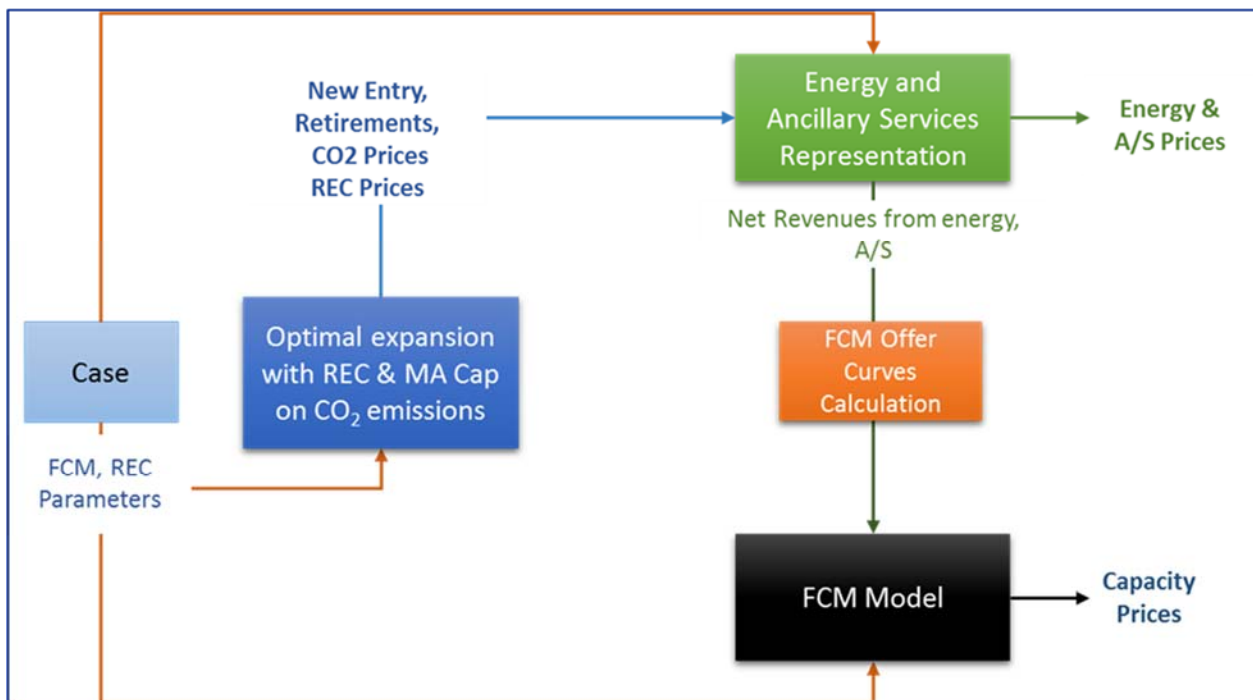 New Entry,
Retirements,
CO2 Prices
REC Prices
Energy and
Ancillary Services
Representation
Energy &
A/S Prices
Net Revenues from energy,
A/S
Case
Optimal expansion
with REC & MA Cap
on CO₂ emissions
FCM Offer
Curves
Calculation
FCM, REC
Parameters
FCM Model
Capacity
Prices